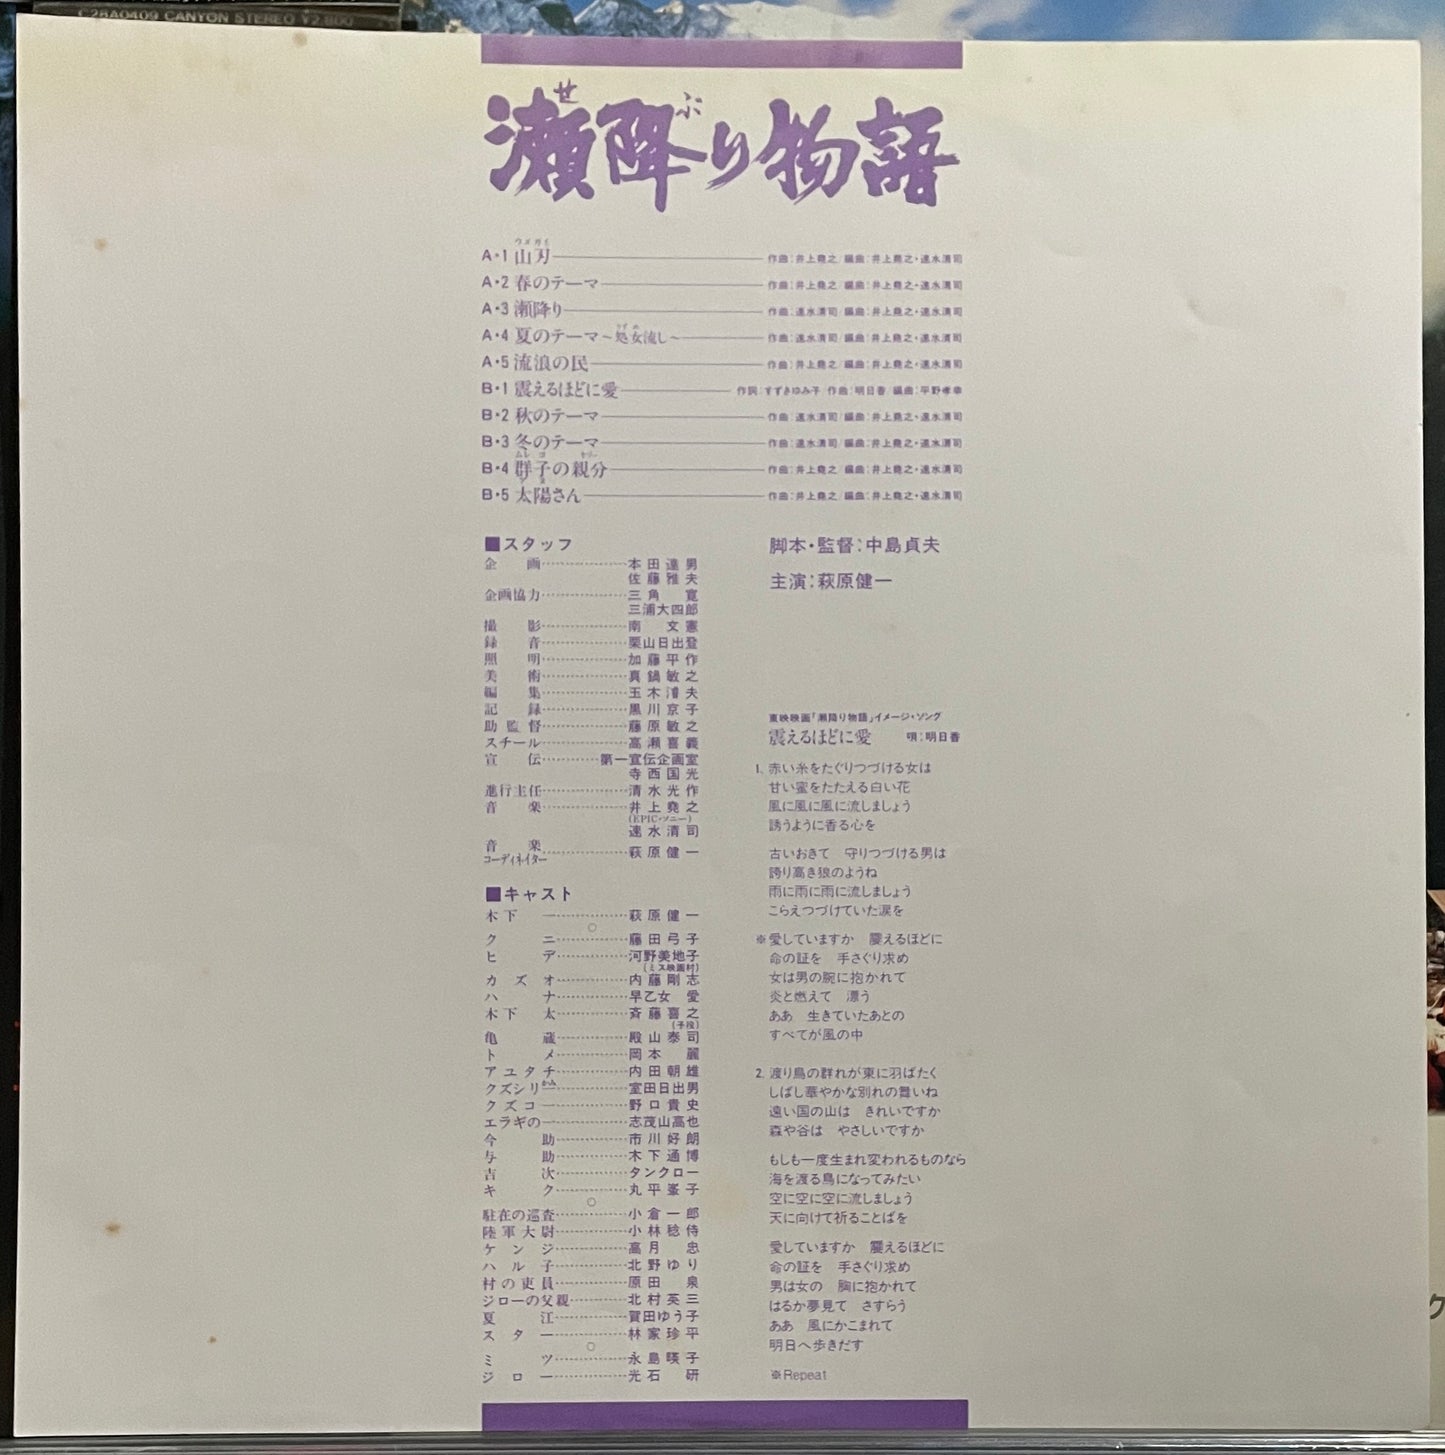 C28A0409 CANYON STEREO ¥2,800
瀬降り物語
せ ぶ
A・1 山刃 作曲:井上堯之/編曲:井上堯之・速水清司
ウメガイ
A・2 春のテーマ 作曲:井上堯之/編曲:井上堯之・速水清司
A・3 瀬降り 作曲:速水清司/編曲:井上堯之・速水清司
A・4 夏のテーマ~処女流し~ 作曲:速水清司/編曲:井上堯之・速水清司
A・5 流浪の民 作曲:井上堯之/編曲:井上堯之・速水清司
B・1 震えるほどに愛 作詞:すずきゆみ子/作曲:明日香/編曲:平野孝幸
B・2 秋のテーマ 作曲:速水清司/編曲:井上堯之・速水清司
B・3 冬のテーマ 作曲:速水清司/編曲:井上堯之・速水清司
B・4 群子の親分 作曲:井上堯之/編曲:井上堯之・速水清司
B・5 太陽さん 作曲:井上堯之/編曲:井上堯之・速水清司
■スタッフ
企画 本田達男
佐藤雅夫
企画協力 三角寛
三浦大四郎
撮影 南文憲
録音 栗山日出登
照明 加藤平作
美術 真鍋敏之
編集 玉木濬夫
記録 黒川京子
助監督 藤原敏之
スチール 高瀬喜義
宣伝 第一宣伝企画室
寺西国光
進行主任 清水光作
音楽 井上堯之
(EPIC・ソニー)
速水清司
音楽コーディネイター 萩原健一
■キャスト
木下一 萩原健一
○
クニ 藤田弓子
ヒデ 河野美地子
(ミス映画村)
カズオ 内藤剛志
ハナ 早乙女愛
木下太 斉藤喜之
(子役)
亀蔵 殿山泰司
トメ 岡本麗
アユタチ 内田朝雄
クズシリ 室田日出男
クズコ 野口貴史
エラギの一 志茂山高也
今助 市川好朗
与助 木下通博
吉次 タンクロー
キク 丸平峯子
○
駐在の巡査 小倉一郎
陸軍大尉 小林稔侍
ケンジ 高月忠
ハル子 北野ゆり
村の吏員 原田泉
ジローの父親 北村英三
夏江 賀田ゆう子
スター 林家珍平
○
ミツ 永島暎子
ジロー 光石研
脚本・監督:中島貞夫
主演:萩原健一
東映映画「瀬降り物語」イメージ・ソング
震えるほどに愛 唄:明日香
1. 赤い糸をたぐりつづける女は
甘い蜜をたたえる白い花
風に風に風に流しましょう
誘うように香る心を
古いおきて 守りつづける男は
誇り高き狼のようね
雨に雨に雨に流しましょう
こらえつづけていた涙を
※愛していますか 震えるほどに
命の証を 手さぐり求め
女は男の腕に抱かれて
炎と燃えて 漂う
ああ 生きていたあとの
すべてが風の中
2. 渡り鳥の群れが東に羽ばたく
しばし華やかな別れの舞いね
遠い国の山は きれいですか
森や谷は やさしいですか
もしも一度生まれ変われるものなら
海を渡る鳥になってみたい
空に空に空に流しましょう
天に向けて祈ることばを
愛していますか 震えるほどに
命の証を 手さぐり求め
男は女の 胸に抱かれて
はるか夢見て さすらう
ああ 風にかこまれて
明日へ歩きだす
※Repeat